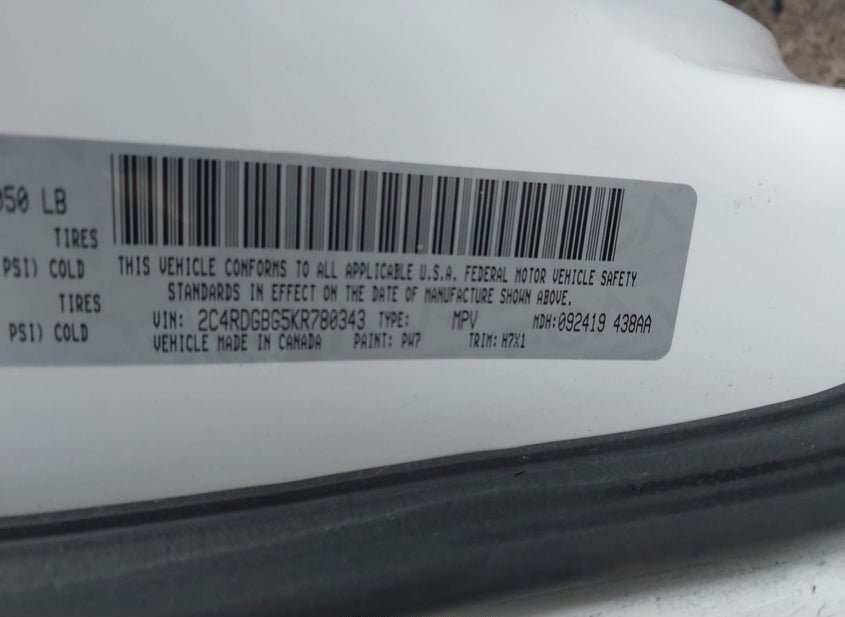 050 LB
TIRES
PSI) COLD
TIRES
PSI) COLD
THIS VEHICLE CONFORMS TO ALL APPLICABLE U.S.A. FEDERAL MOTOR VEHICLE SAFETY
STANDARDS IN EFFECT ON THE DATE OF MANUFACTURE SHOWN ABOVE.
VIN: 2C4RDGBG5KR780343 TYPE: MPV MDH:092419 438AA
VEHICLE MADE IN CANADA PAINT: PW7 TRIM: H7X1